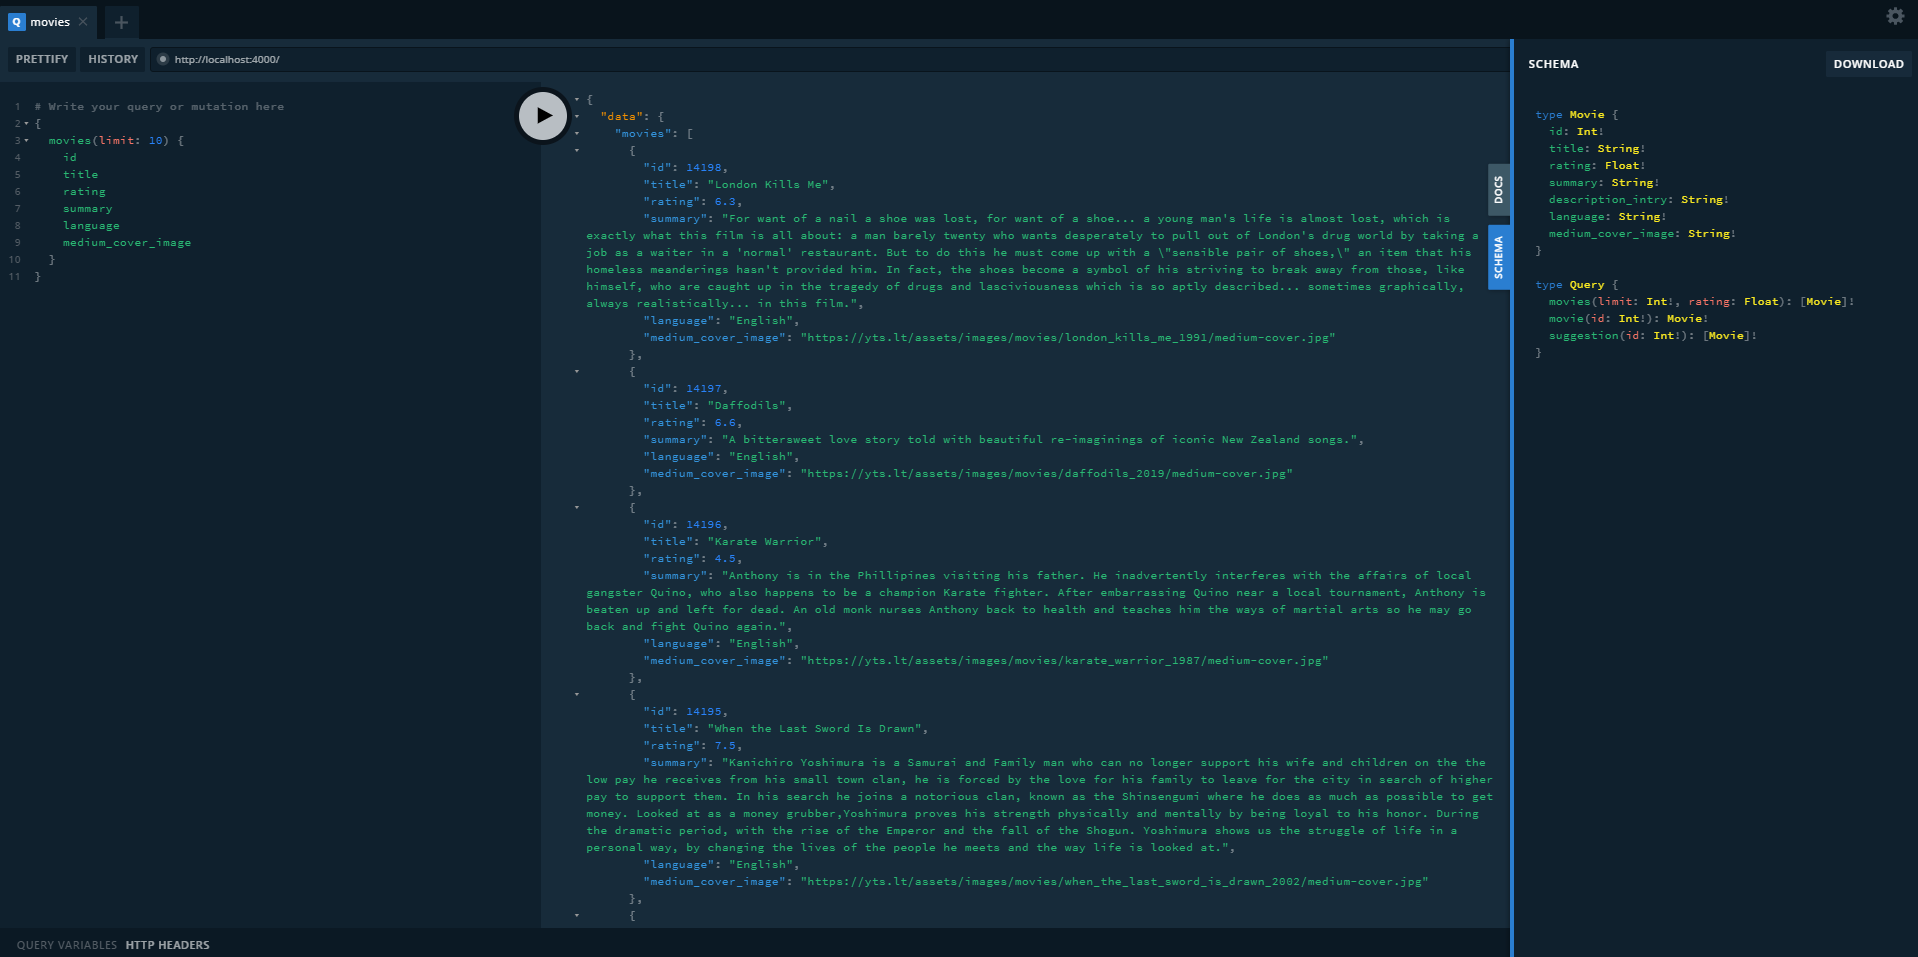 Q movies
PRETTIFY HISTORY http://localhost:4000/
1 # Write your query or mutation here
2 {
3 movies(limit: 10) {
4 id
5 title
6 rating
7 summary
8 language
9 medium_cover_image
10 }
11 }
{
"data": {
"movies": [
{
"id": 14198,
"title": "London Kills Me",
"rating": 6.3,
"summary": "For want of a nail a shoe was lost, for want of a shoe... a young man's life is almost lost, which is
exactly what this film is all about: a man barely twenty who wants desperately to pull out of London's drug world by taking a
job as a waiter in a 'normal' restaurant. But to do this he must come up with a \"sensible pair of shoes,\" an item that his
homeless meanderings hasn't provided him. In fact, the shoes become a symbol of his striving to break away from those, like
himself, who are caught up in the tragedy of drugs and lasciviousness which is so aptly described... sometimes graphically,
always realistically... in this film.",
"language": "English",
"medium_cover_image": "https://yts.lt/assets/images/movies/london_kills_me_1991/medium-cover.jpg"
},
{
"id": 14197,
"title": "Daffodils",
"rating": 6.6,
"summary": "A bittersweet love story told with beautiful re-imaginings of iconic New Zealand songs.",
"language": "English",
"medium_cover_image": "https://yts.lt/assets/images/movies/daffodils_2019/medium-cover.jpg"
},
{
"id": 14196,
"title": "Karate Warrior",
"rating": 4.5,
"summary": "Anthony is in the Phillipines visiting his father. He inadvertently interferes with the affairs of local
gangster Quino, who also happens to be a champion Karate fighter. After embarrassing Quino near a local tournament, Anthony is
beaten up and left for dead. An old monk nurses Anthony back to health and teaches him the ways of martial arts so he may go
back and fight Quino again.",
"language": "English",
"medium_cover_image": "https://yts.lt/assets/images/movies/karate_warrior_1987/medium-cover.jpg"
},
{
"id": 14195,
"title": "When the Last Sword Is Drawn",
"rating": 7.5,
"summary": "Kanichiro Yoshimura is a Samurai and Family man who can no longer support his wife and children on the the
low pay he receives from his small town clan, he is forced by the love for his family to leave for the city in search of higher
pay to support them. In his search he joins a notorious clan, known as the Shinsengumi where he does as much as possible to get
money. Looked at as a money grubber,Yoshimura proves his strength physically and mentally by being loyal to his honor. During
the dramatic period, with the rise of the Emperor and the fall of the Shogun. Yoshimura shows us the struggle of life in a
personal way, by changing the lives of the people he meets and the way life is looked at.",
"language": "English",
"medium_cover_image": "https://yts.lt/assets/images/movies/when_the_last_sword_is_drawn_2002/medium-cover.jpg"
},
{
DOCS
SCHEMA
SCHEMA DOWNLOAD
type Movie {
id: Int!
title: String!
rating: Float!
summary: String!
description_intry: String!
language: String!
medium_cover_image: String!
}
type Query {
movies(limit: Int!, rating: Float): [Movie]!
movie(id: Int!): Movie!
suggestion(id: Int!): [Movie]!
}
QUERY VARIABLES HTTP HEADERS